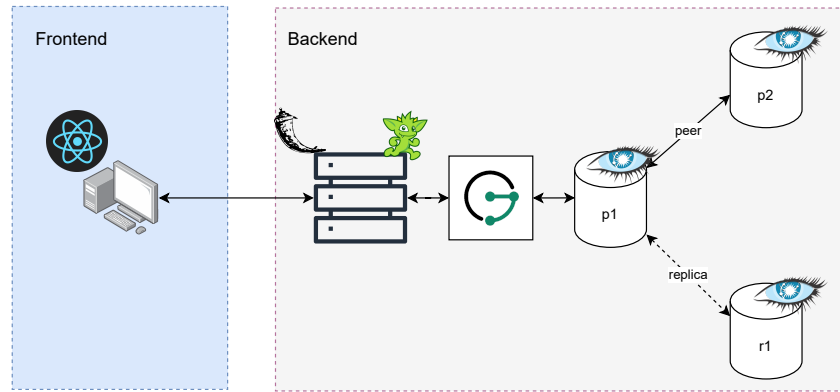 Frontend
Backend
p2
peer
p1
replica
r1